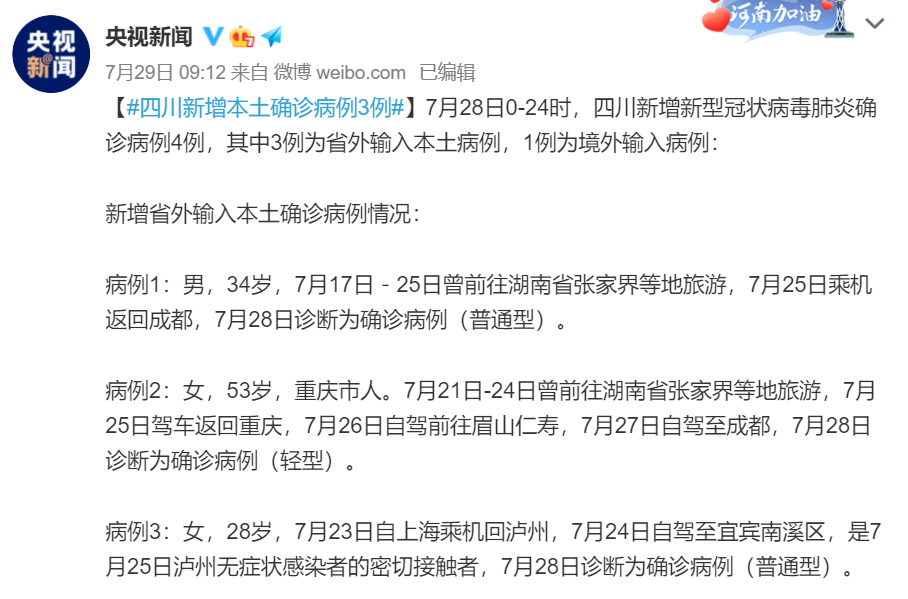 河南加油
央视
新闻
央视新闻
7月29日 09:12 来自 微博 weibo.com 已编辑
【#四川新增本土确诊病例3例#】7月28日0-24时，四川新增新型冠状病毒肺炎确
诊病例4例，其中3例为省外输入本土病例，1例为境外输入病例：
新增省外输入本土确诊病例情况：
病例1：男，34岁，7月17日－25日曾前往湖南省张家界等地旅游，7月25日乘机
返回成都，7月28日诊断为确诊病例（普通型）。
病例2：女，53岁，重庆市人。7月21日-24日曾前往湖南省张家界等地旅游，7月
25日驾车返回重庆，7月26日自驾前往眉山仁寿，7月27日自驾至成都，7月28日
诊断为确诊病例（轻型）。
病例3：女，28岁，7月23日自上海乘机回泸州，7月24日自驾至宜宾南溪区，是7
月25日泸州无症状感染者的密切接触者，7月28日诊断为确诊病例（普通型）。